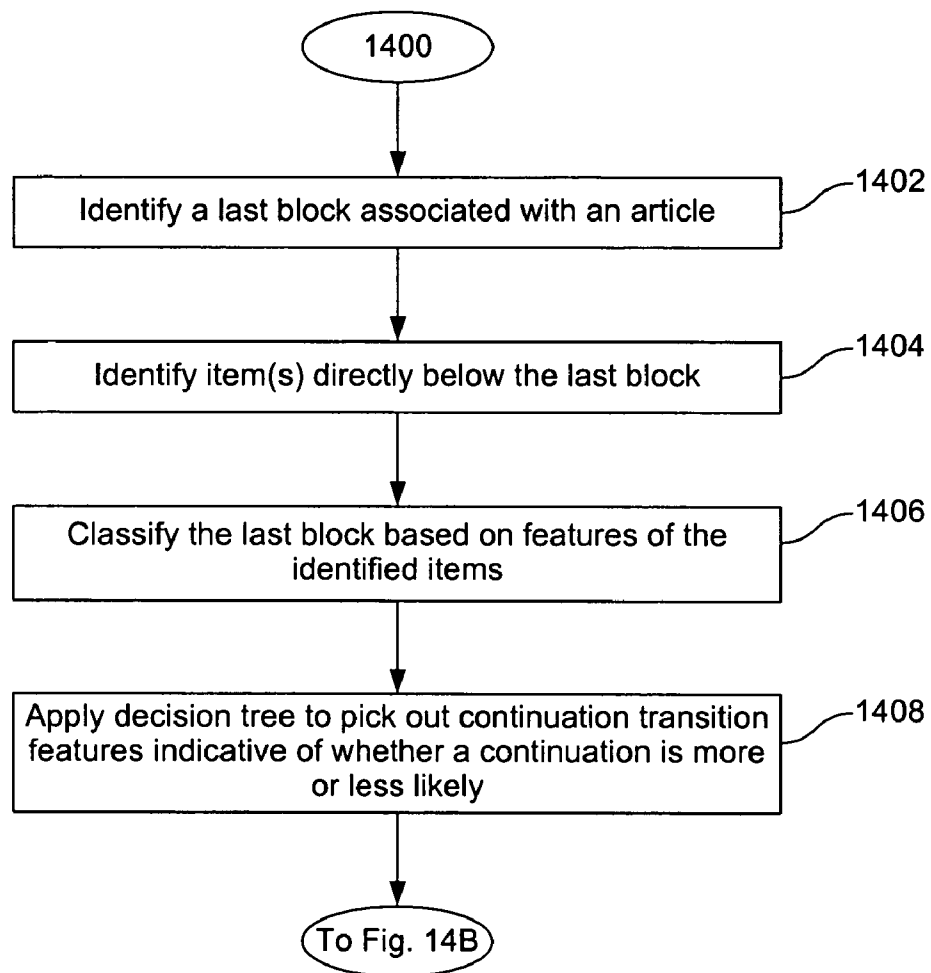 1400
Identify a last block associated with an article
1402
Identify item(s) directly below the last block
1404
Classify the last block based on features of the
identified items
1406
Apply decision tree to pick out continuation transition
features indicative of whether a continuation is more
or less likely
1408
To Fig. 14B